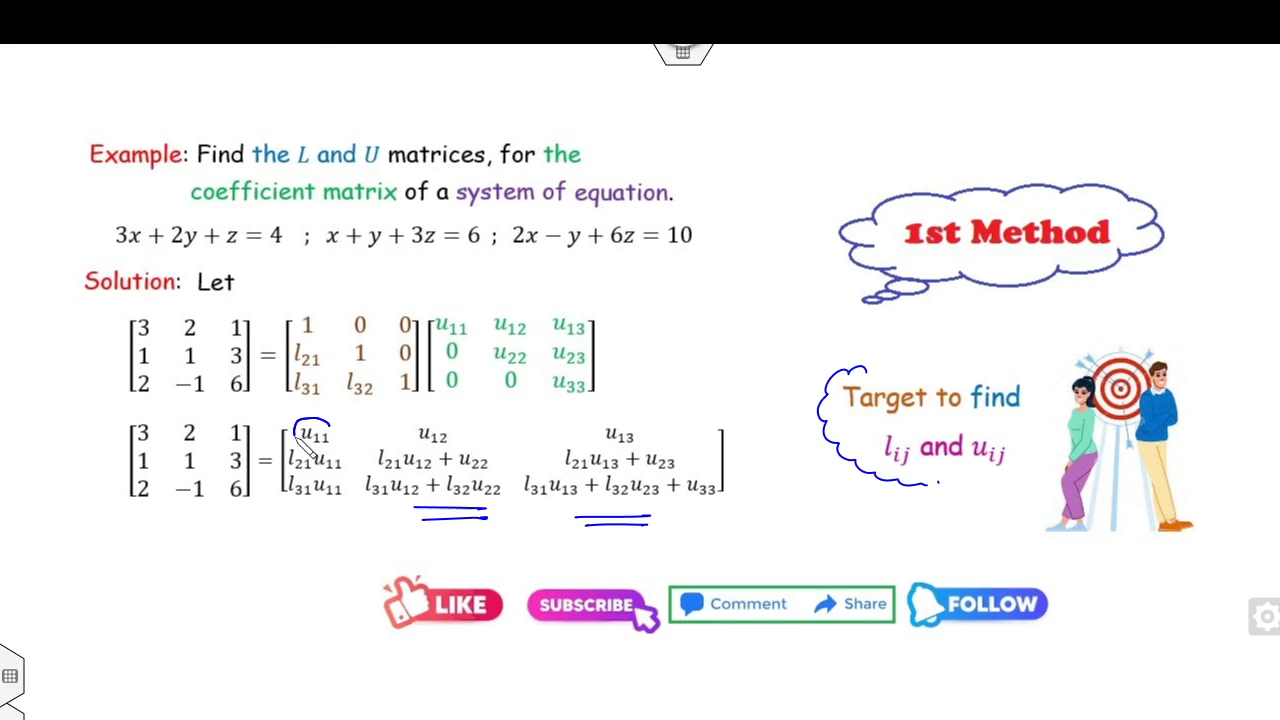 Example: Find the L and U matrices, for the
coefficient matrix of a system of equation.
3x + 2y + z = 4 ; x + y + 3z = 6 ; 2x − y + 6z = 10
1st Method
Solution: Let
[3 2 1] = [1 0 0] [u₁₁ u₁₂ u₁₃]
[1 1 3] [l₂₁ 1 0] [0 u₂₂ u₂₃]
[2 −1 6] [l₃₁ l₃₂ 1] [0 0 u₃₃]
Target to find
lᵢⱼ and uᵢⱼ
[3 2 1] = [u₁₁ u₁₂ u₁₃]
[1 1 3] [l₂₁u₁₁ l₂₁u₁₂ + u₂₂ l₂₁u₁₃ + u₂₃]
[2 −1 6] [l₃₁u₁₁ l₃₁u₁₂ + l₃₂u₂₂ l₃₁u₁₃ + l₃₂u₂₃ + u₃₃]
LIKE SUBSCRIBE Comment Share FOLLOW